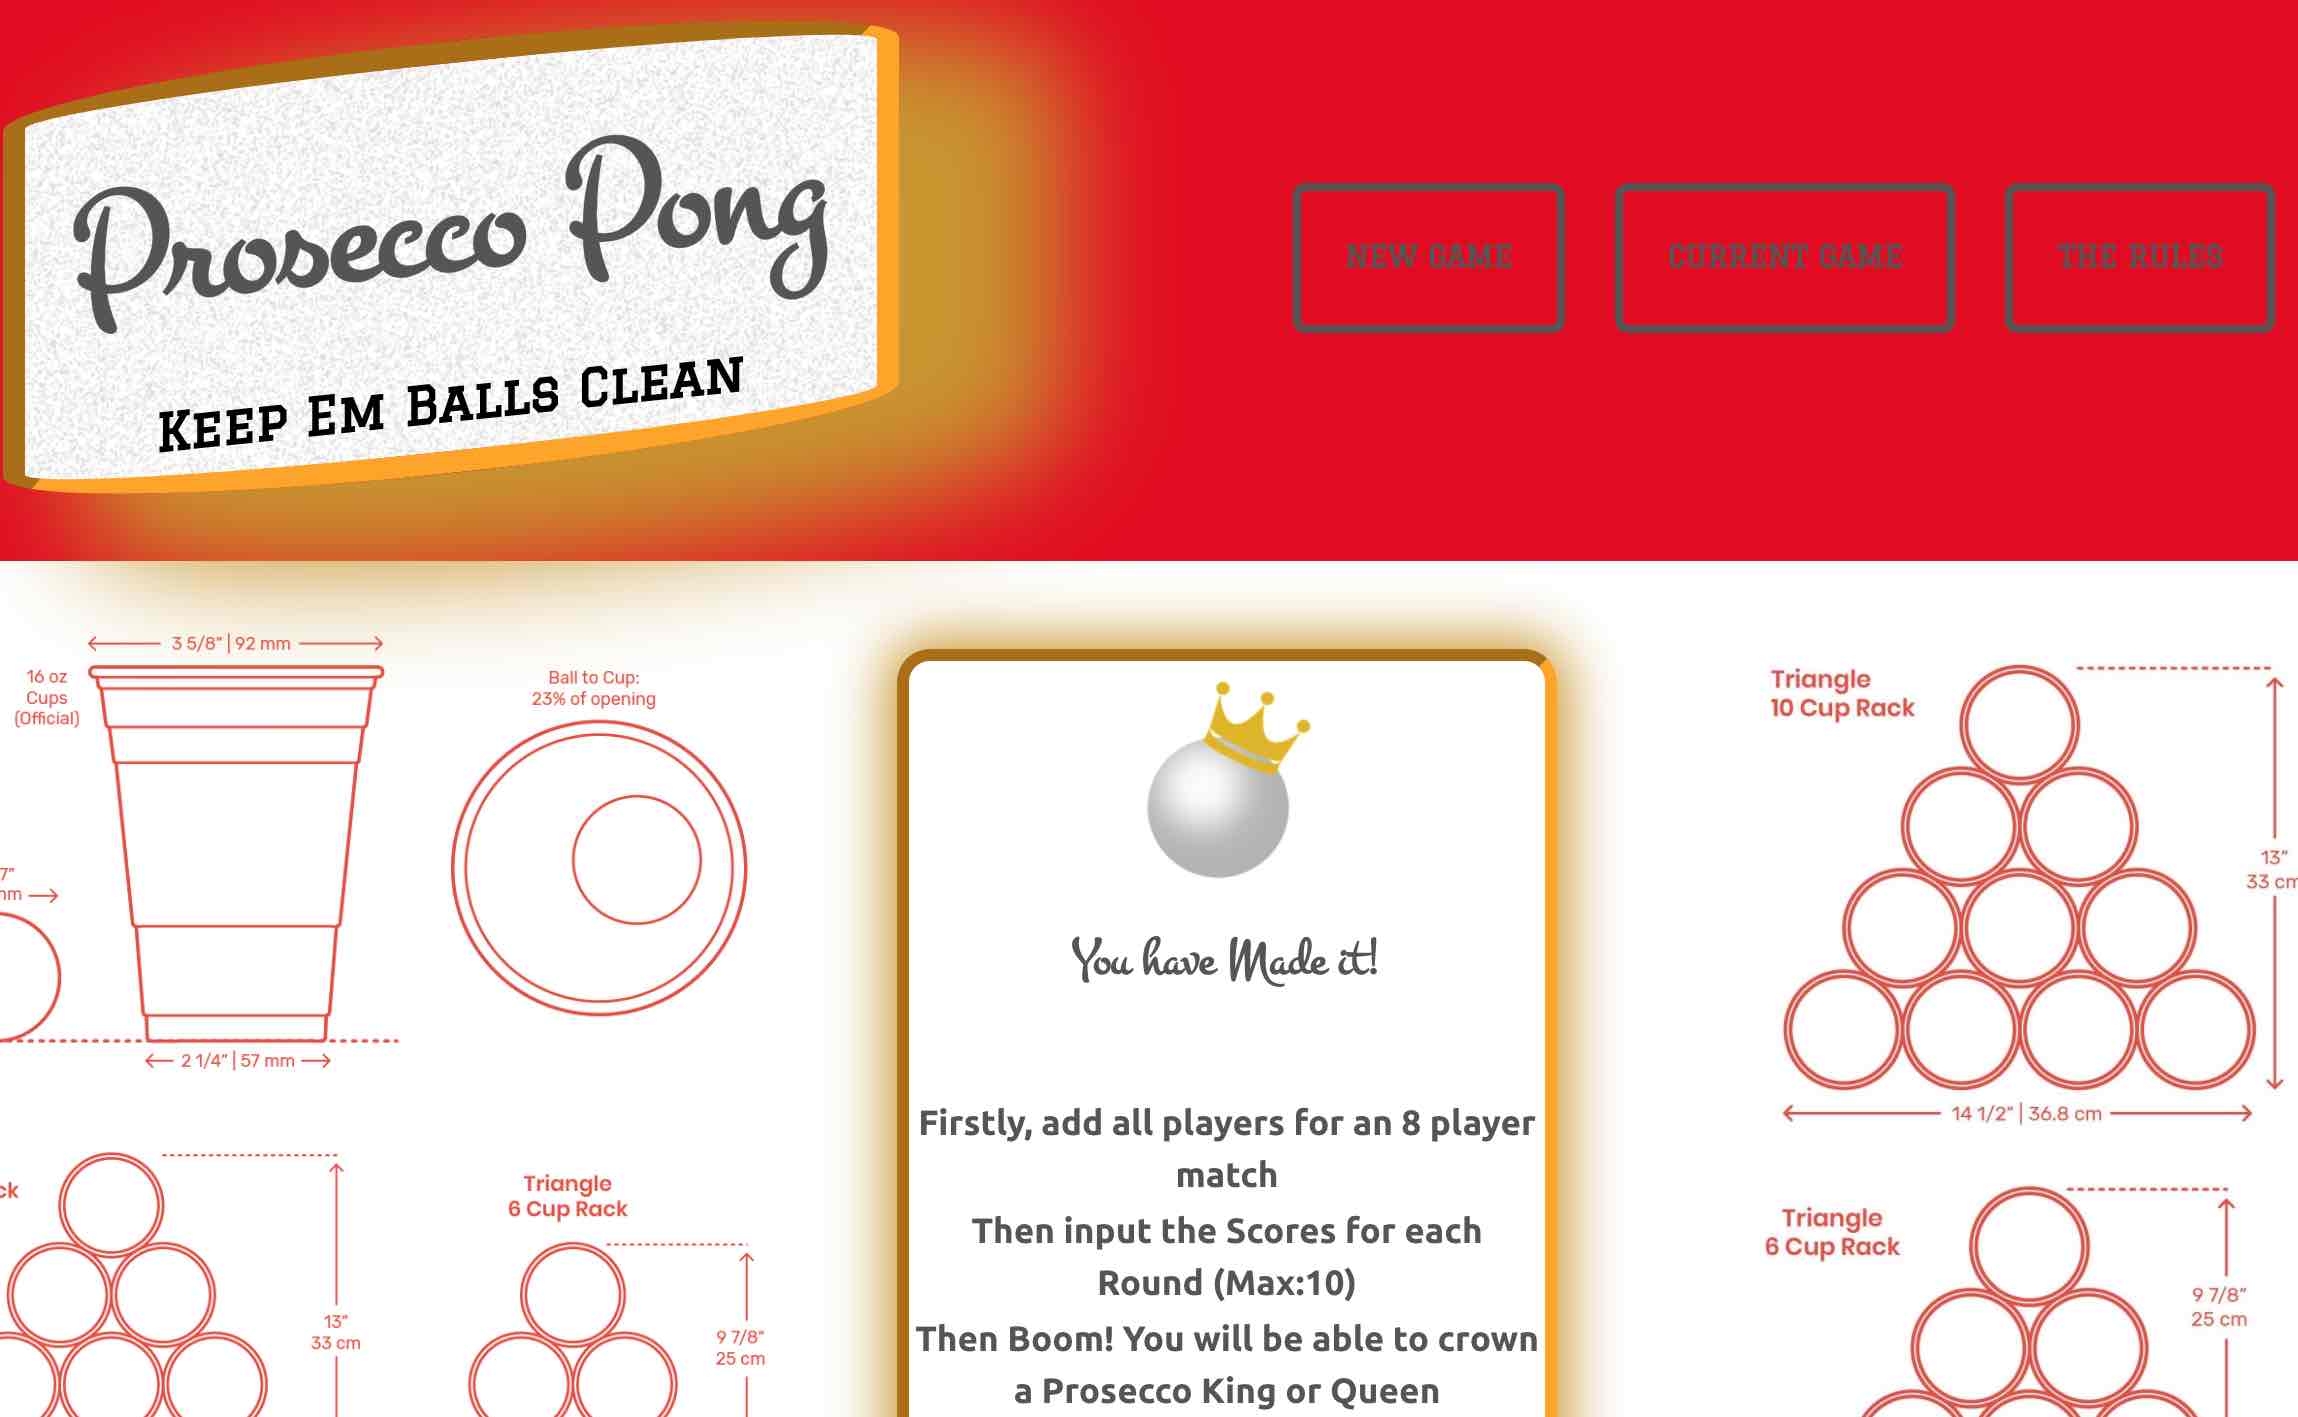 Prosecco Pong
Keep Em Balls Clean
NEW GAME
CURRENT GAME
THE RULES
3 5/8" | 92 mm
16 oz
Cups
(Official)
Ball to Cup:
23% of opening
2 1/4" | 57 mm
Triangle
6 Cup Rack
13"
33 cm
9 7/8"
25 cm
You have Made it!
Firstly, add all players for an 8 player
match
Then input the Scores for each
Round (Max:10)
Then Boom! You will be able to crown
a Prosecco King or Queen
Triangle
10 Cup Rack
13"
33 cm
14 1/2" | 36.8 cm
Triangle
6 Cup Rack
9 7/8"
25 cm